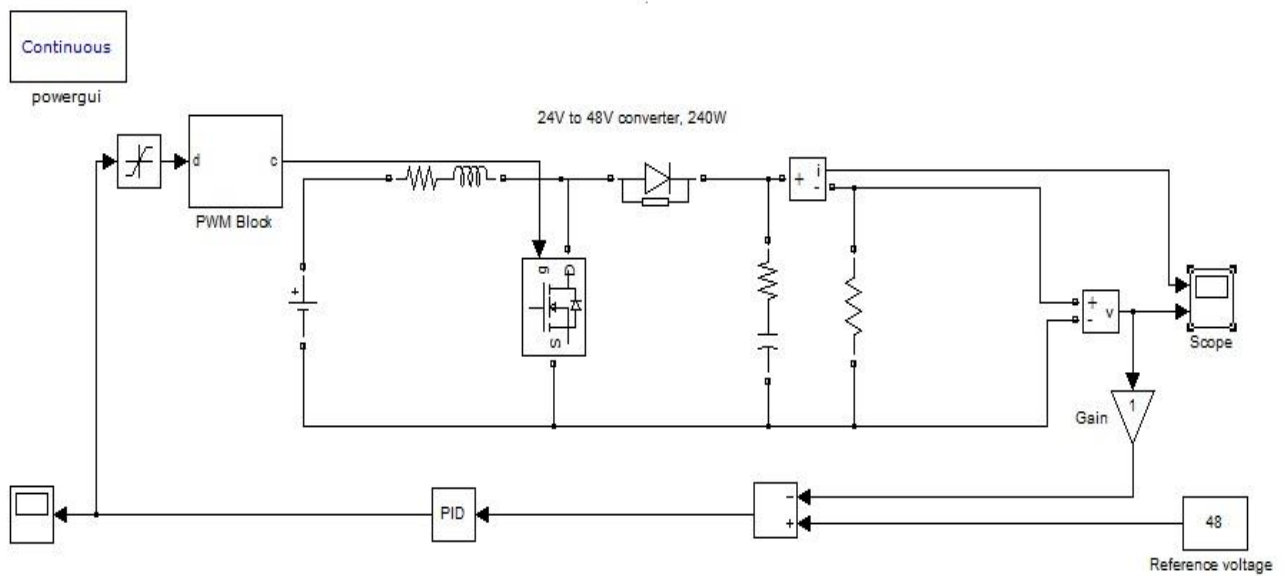 Continuous
powergui
24V to 48V converter, 240W
d
c
PWM Block
+
i
+
-
g
D
S
+
-
v
Scope
1
Gain
PID
-
+
48
Reference voltage